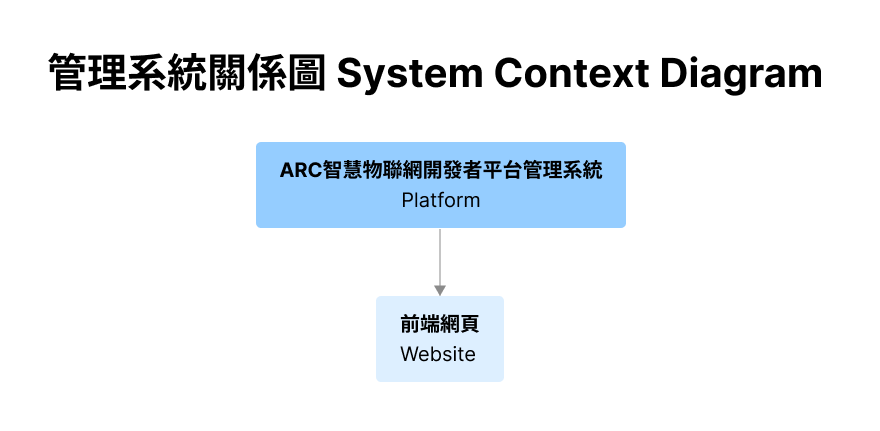 管理系統關係圖 System Context Diagram
ARC智慧物聯網開發者平台管理系統
Platform
前端網頁
Website